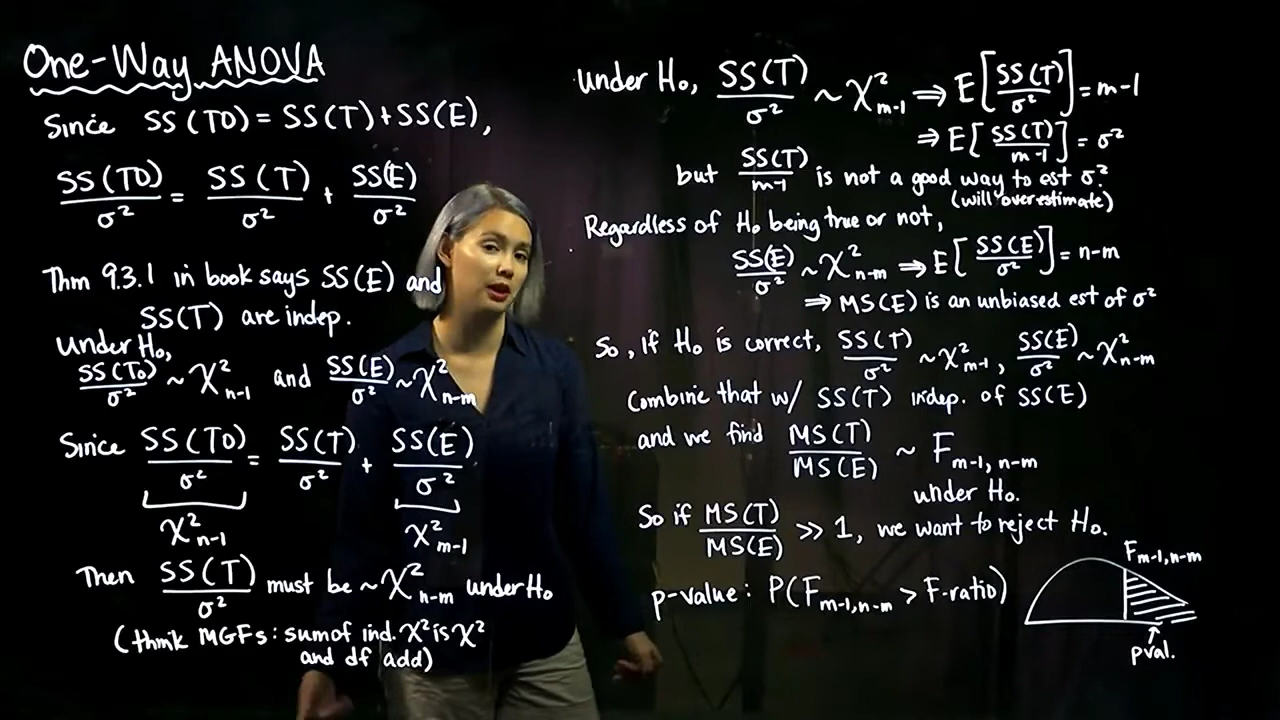 One-Way ANOVA
Since SS(TO) = SS(T) + SS(E),
SS(TO)/σ² = SS(T)/σ² + SS(E)/σ²
Thm 9.3.1 in book says SS(E) and
SS(T) are indep.
Under H₀,
SS(TO)/σ² ~ χ²ₙ₋₁ and SS(E)/σ² ~ χ²ₙ₋ₘ
Since SS(TO)/σ² = SS(T)/σ² + SS(E)/σ²
χ²ₙ₋₁ χ²ₘ₋₁
Then SS(T)/σ² must be ~ χ²ₙ₋ₘ under H₀
(think MGFs: sum of ind. χ² is χ²
and df add)
Under H₀, SS(T)/σ² ~ χ²ₘ₋₁ ⇒ E[SS(T)/σ²] = m-1
⇒ E[SS(T)/m-1] = σ²
but SS(T)/m-1 is not a good way to est σ².
(will overestimate)
Regardless of H₀ being true or not,
SS(E)/σ² ~ χ²ₙ₋ₘ ⇒ E[SS(E)/σ²] = n-m
⇒ MS(E) is an unbiased est of σ²
So, if H₀ is correct, SS(T)/σ² ~ χ²ₘ₋₁, SS(E)/σ² ~ χ²ₙ₋ₘ
Combine that w/ SS(T) indep. of SS(E)
and we find MS(T)/MS(E) ~ F m-1, n-m
under H₀.
So if MS(T)/MS(E) >> 1, we want to reject H₀.
F m-1, n-m
p-value: P(F m-1, n-m > F-ratio)
pval.